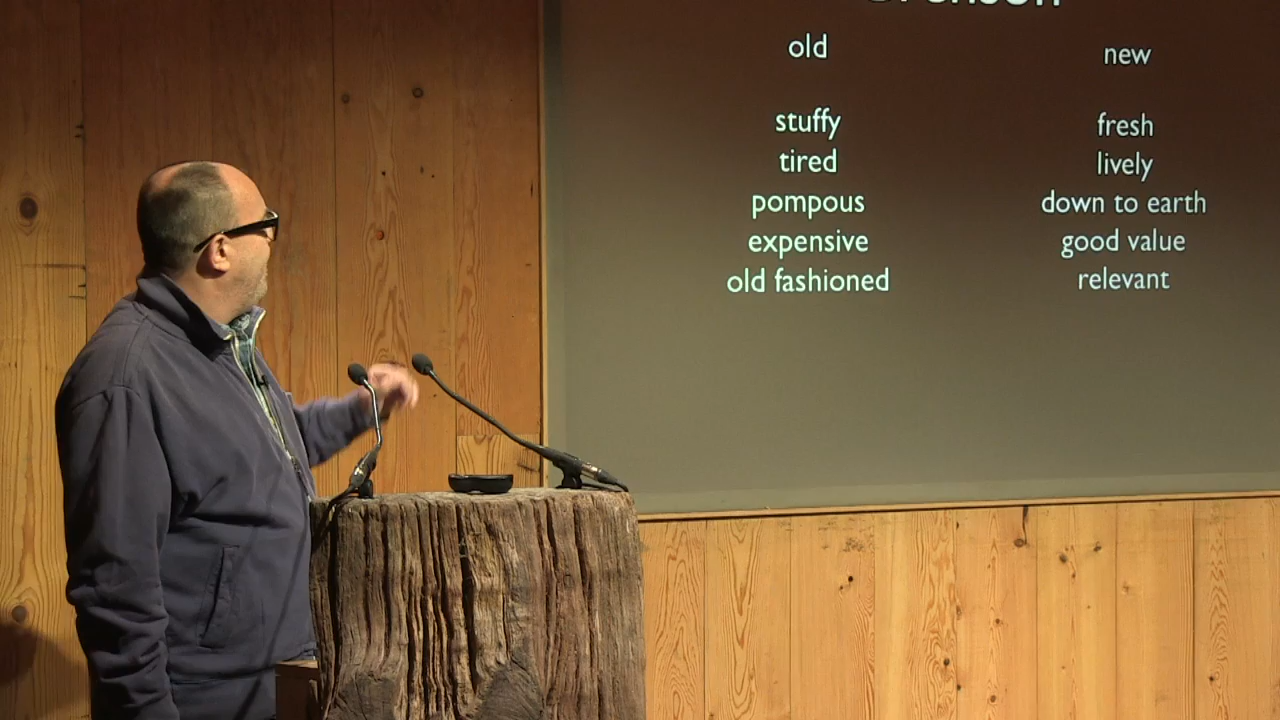 old new
stuffy fresh
tired lively
pompous down to earth
expensive good value
old fashioned relevant